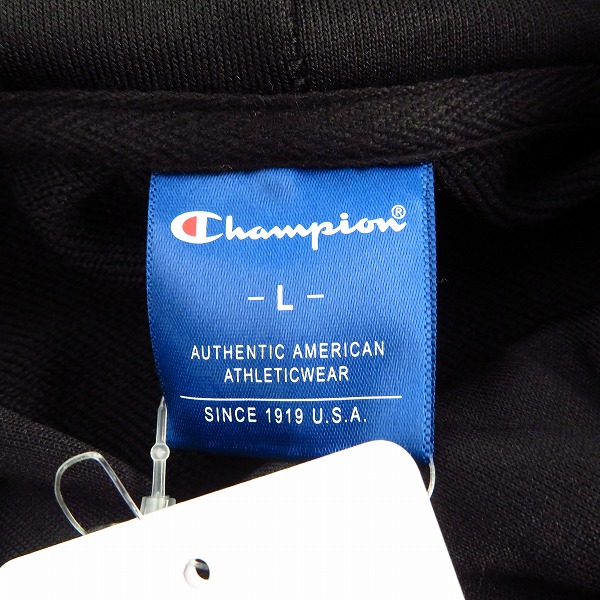 Champion®
- L -
AUTHENTIC AMERICAN
ATHLETICWEAR
SINCE 1919 U.S.A.